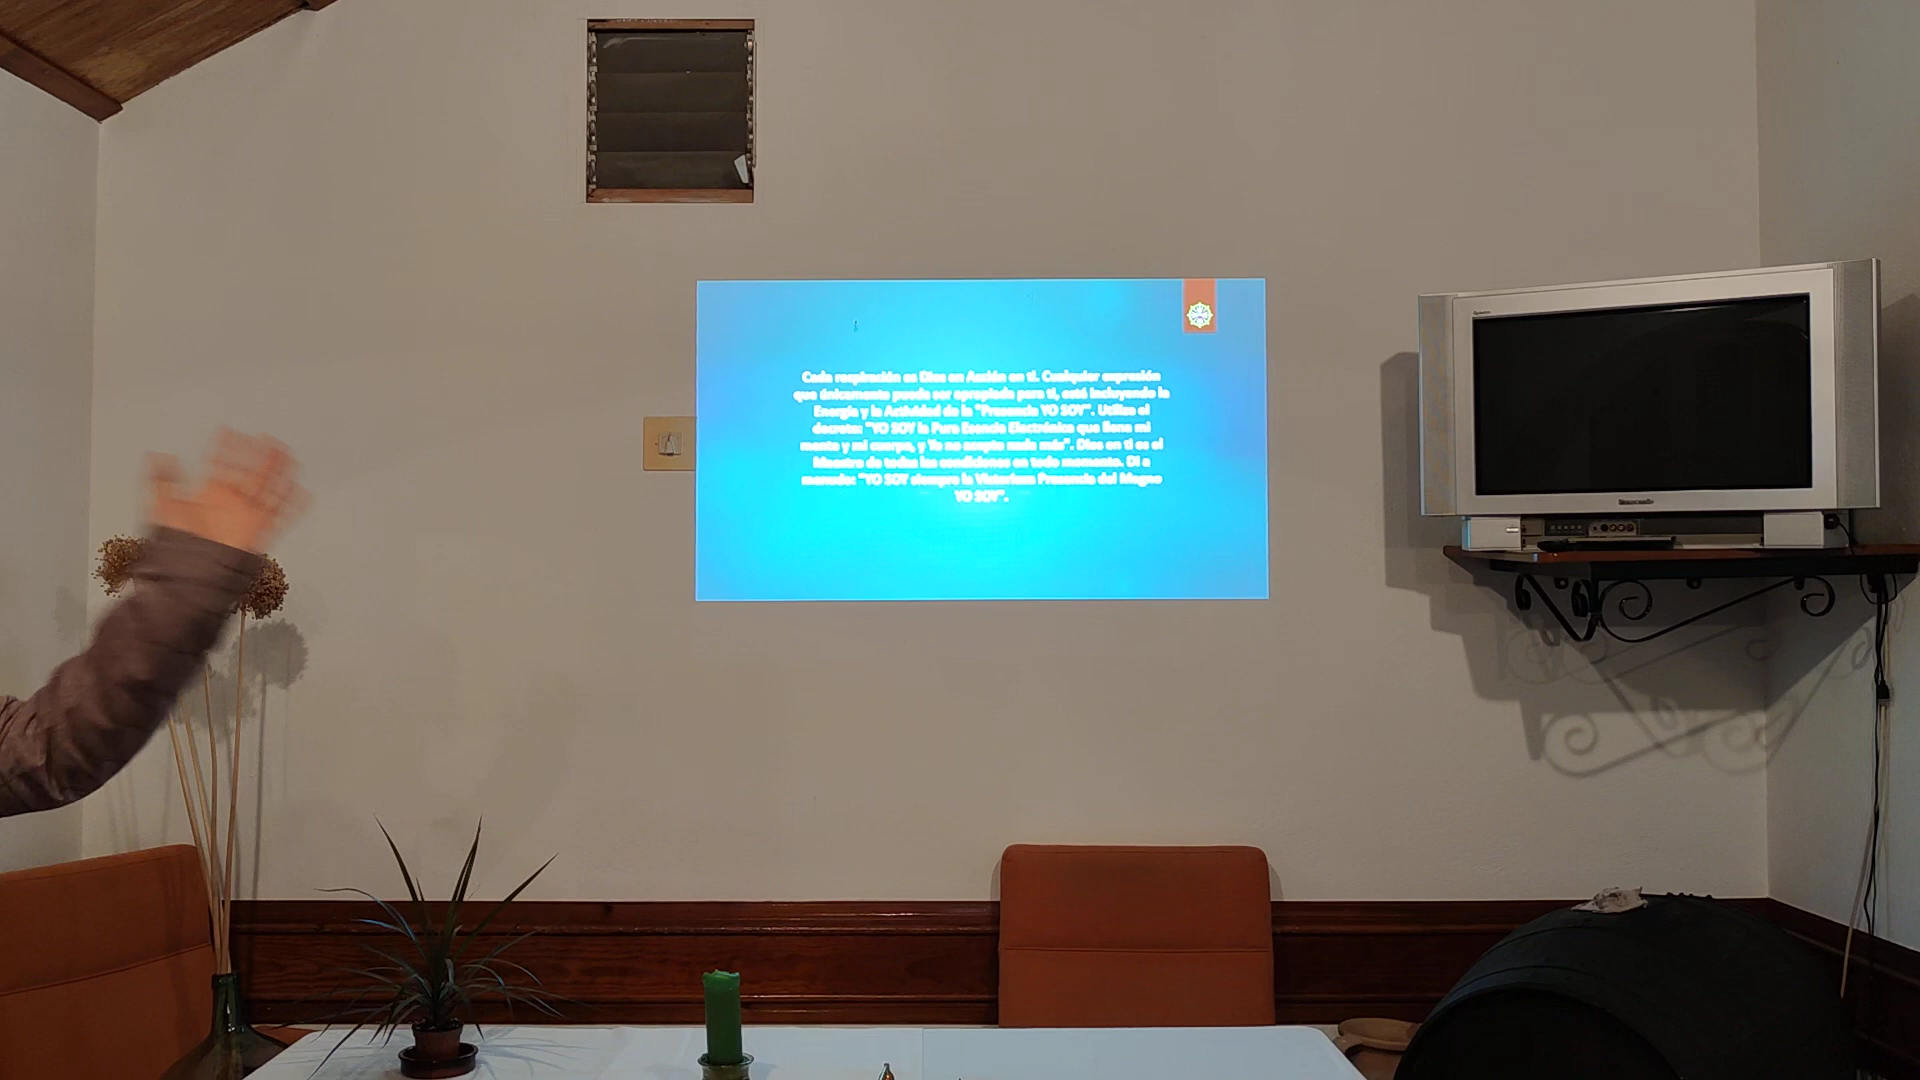 Cada respiración es Dios en Acción en ti. Cualquier expresión
que únicamente pueda ser apropiada para ti, está incluyendo la
Energía y la Actividad de la "Presencia YO SOY". Utiliza el
decreto: "YO SOY la Pura Esencia Electrónica que llena mi
mente y mi cuerpo, y Yo no acepto nada más". Dios en ti es el
Maestro de todas las condiciones en todo momento. Di a
menudo: "YO SOY siempre la Victoriosa Presencia del Magno
YO SOY".